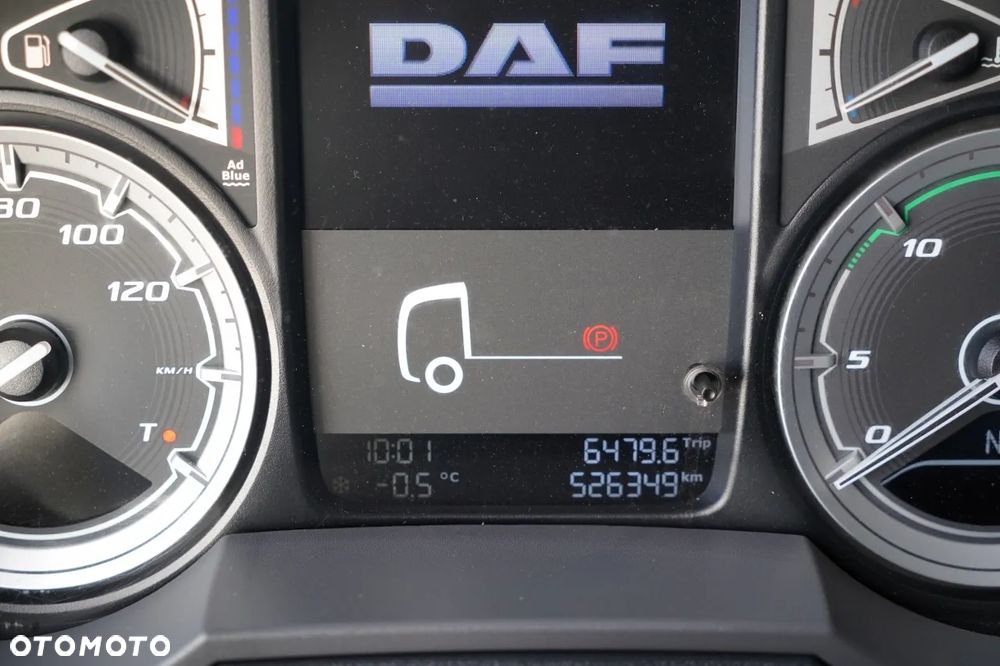 DAF
Ad
Blue
80
100
120
KM/H
T
10
5
0
P
10:01
6479.6 Trip
-0.5 °C
526349 km
N
OTOMOTO